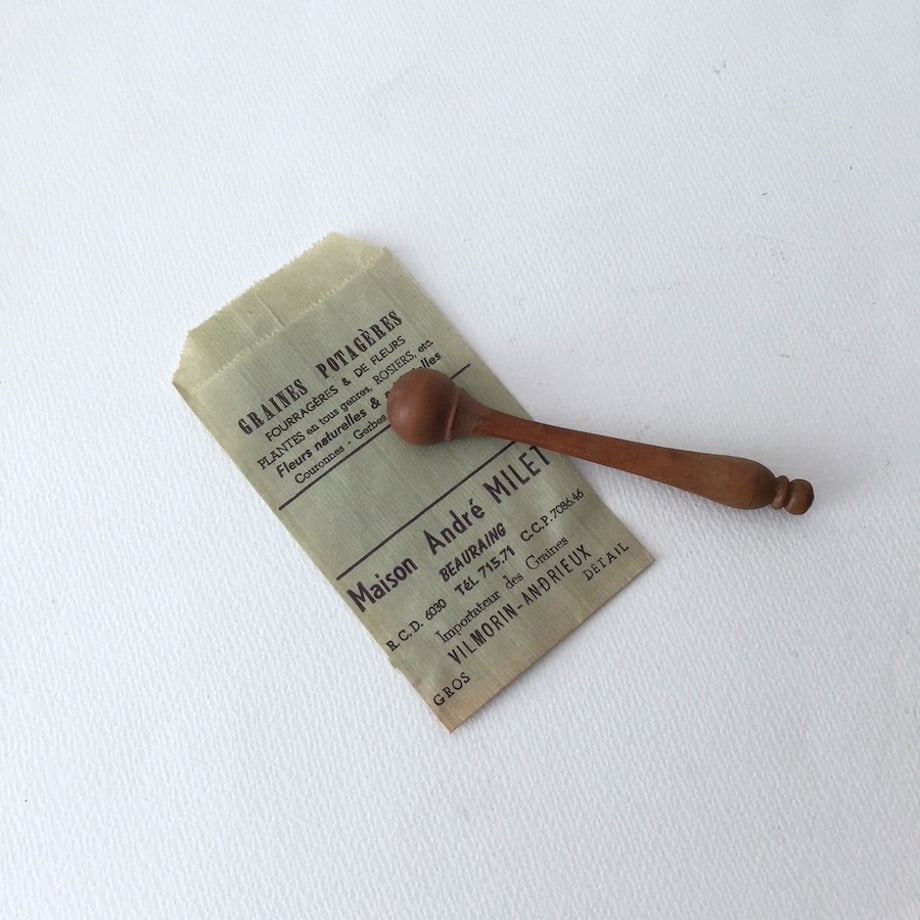 GRAINES POTAGÈRES
FOURRAGÈRES & DE FLEURS
PLANTES en tous genres, ROSIERS, etc.
Fleurs naturelles &
Couronnes - Gerbes
Maison André MILET
BEAURAING
R.C.D. 6030 Tél. 715.71 C.C.P. 7086.46
Importateur des Graines
VILMORIN-ANDRIEUX
GROS DÉTAIL